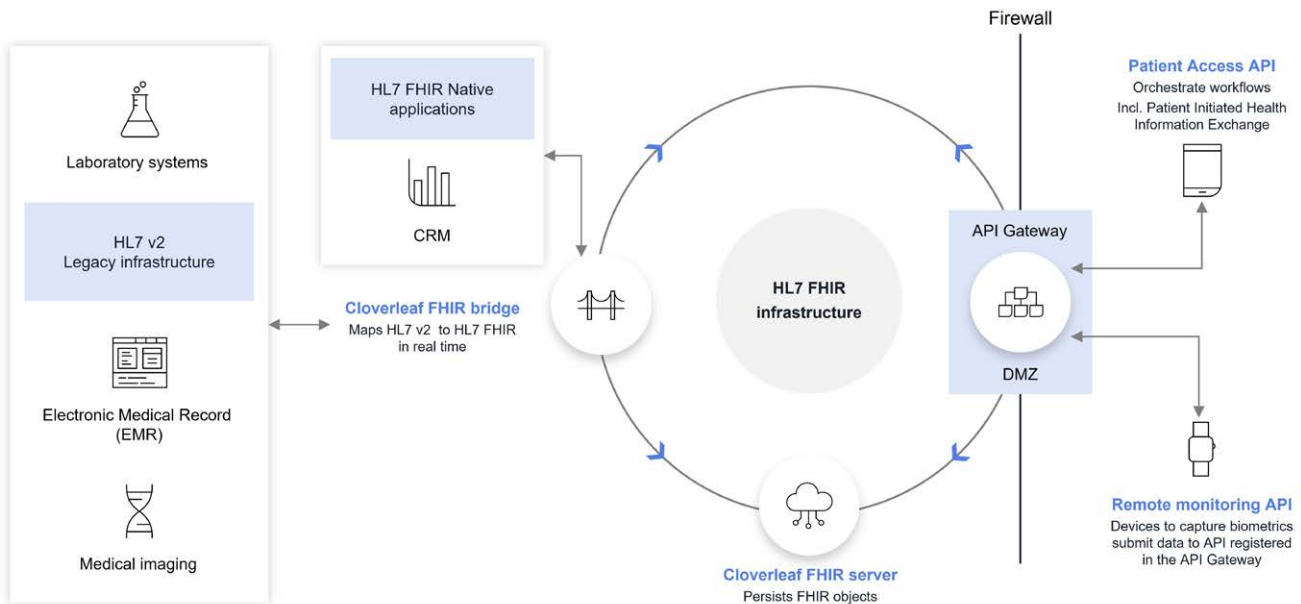 Firewall
Laboratory systems
HL7 v2
Legacy infrastructure
Electronic Medical Record
(EMR)
Medical imaging
HL7 FHIR Native
applications
CRM
Cloverleaf FHIR bridge
Maps HL7 v2 to HL7 FHIR
in real time
HL7 FHIR
infrastructure
Cloverleaf FHIR server
Persists FHIR objects
API Gateway
DMZ
Patient Access API
Orchestrate workflows
Incl. Patient Initiated Health
Information Exchange
Remote monitoring API
Devices to capture biometrics
submit data to API registered
in the API Gateway